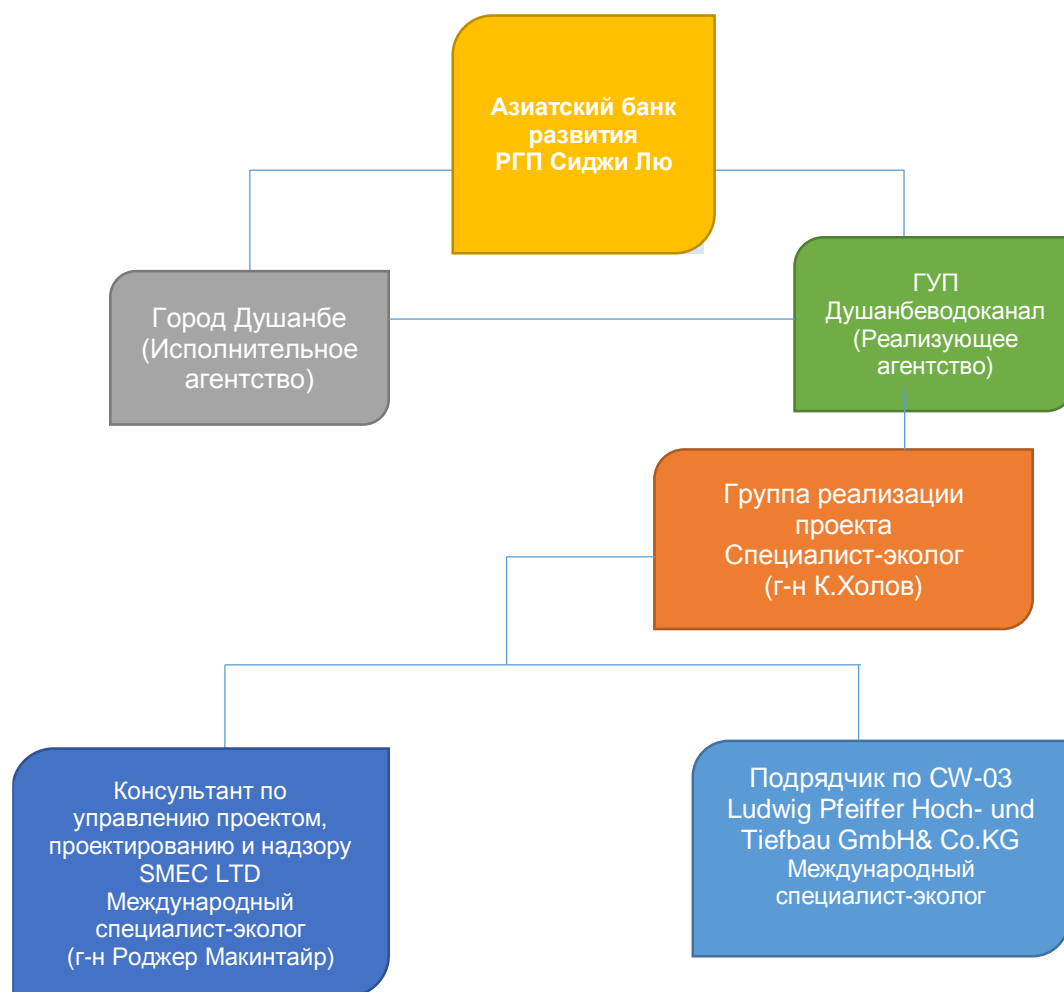 Азиатский банк
развития
РГП Сиджи Лю
Город Душанбе
(Исполнительное
агентство)
ГУП
Душанбеводоканал
(Реализующее
агентство)
Группа реализации
проекта
Специалист-эколог
(г-н К.Холов)
Консультант по
управлению проектом,
проектированию и надзору
SMEC LTD
Международный
специалист-эколог
(г-н Роджер Макинтайр)
Подрядчик по CW-03
Ludwig Pfeiffer Hoch- und
Tiefbau GmbH& Co.KG
Международный
специалист-эколог